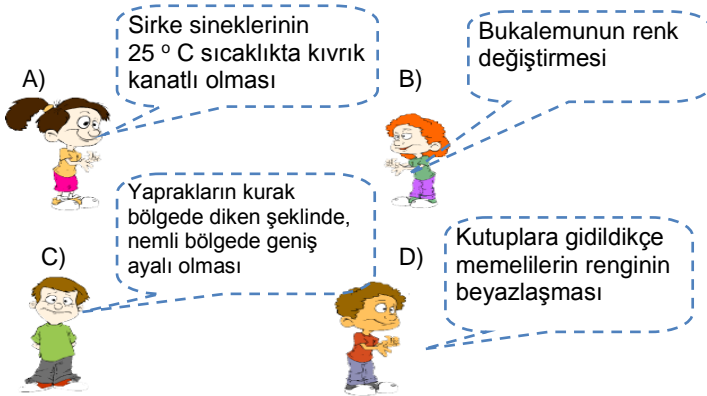 A)
Sirke sineklerinin
25 º C sıcaklıkta kıvrık
kanatlı olması
B)
Bukalemunun renk
değiştirmesi
C)
Yaprakların kurak
bölgede diken şeklinde,
nemli bölgede geniş
ayalı olması
D)
Kutuplara gidildikçe
memelilerin renginin
beyazlaşması